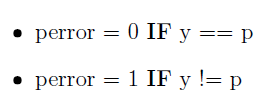 • perror = 0 IF y == p
• perror = 1 IF y != p